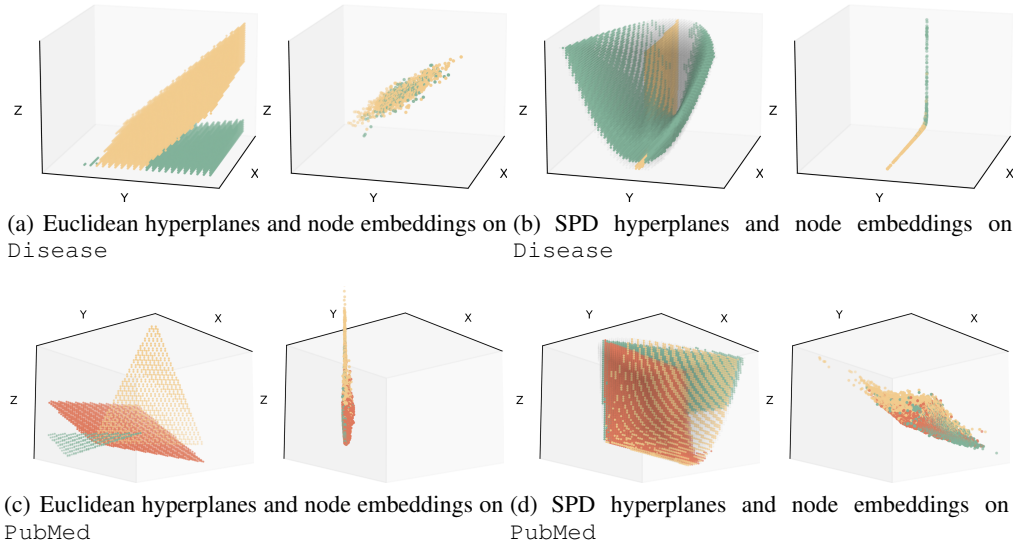 Z
Y
X
Z
Y
X
Z
Y
X
Z
Y
X
(a) Euclidean hyperplanes and node embeddings on
Disease
(b) SPD hyperplanes and node embeddings on
Disease
Y
X
Z
Y
X
Z
Y
X
Z
Y
X
Z
(c) Euclidean hyperplanes and node embeddings on
PubMed
(d) SPD hyperplanes and node embeddings on
PubMed